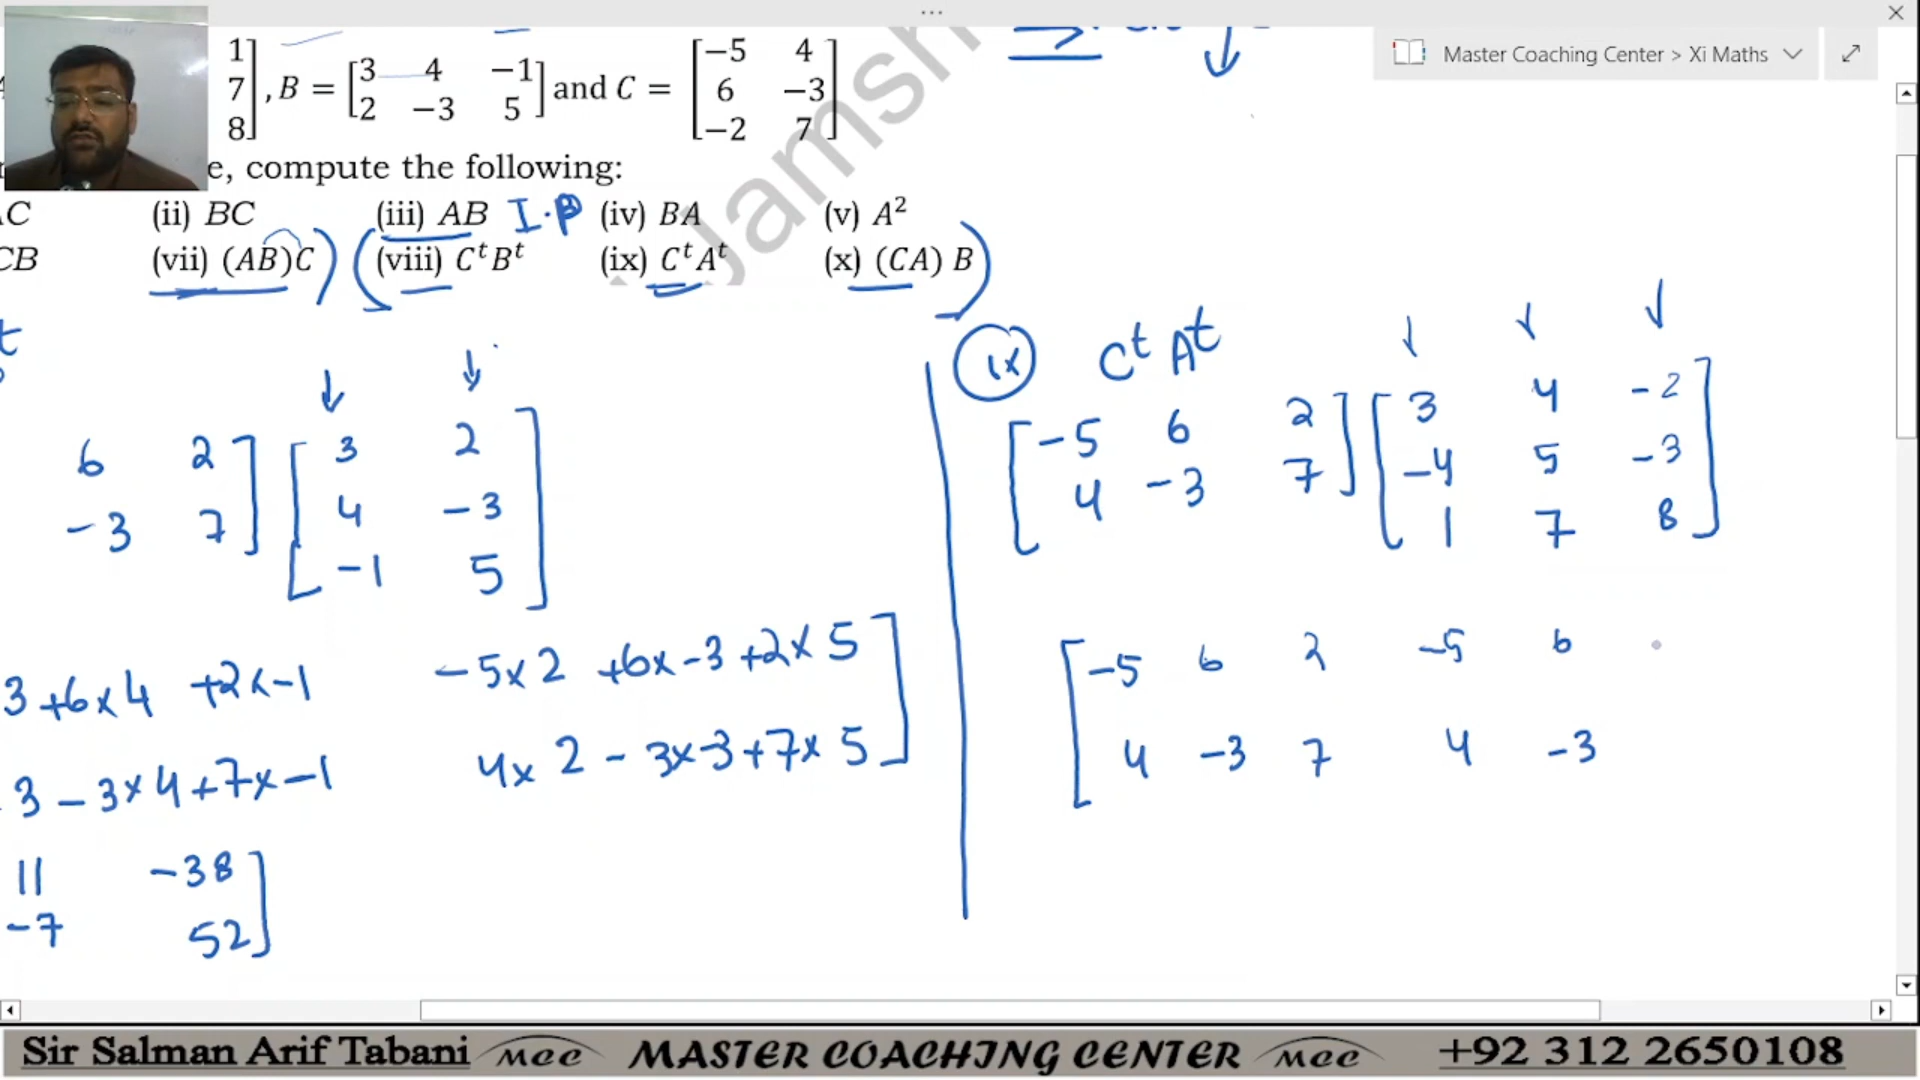 Master Coaching Center > Xi Maths
1] −5 4
7 , B = [3 4 −1 and C = 6 −3
2 −3 5]
8] −2 7
e, compute the following:
C (ii) BC (iii) AB I.P (iv) BA (v) A²
CB (vii) (AB)C (viii) CᵗBᵗ (ix) CᵗAᵗ (x) (CA) B
Jamsh
t
ix Cᵗ Aᵗ
6 2 ] [ 3 2 ]
-3 7 4 -3
-1 5
[ -5 6 2 ] [ 3 4 -2 ]
4 -3 7 -4 5 -3
1 7 8
3 +6×4 +2×-1 -5×2 +6×-3 +2×5
3 -3×4 +7×-1 4×2 -3×-3 +7×5
11 -38
-7 52
[ -5 6 2 -5 6
4 -3 7 4 -3
Sir Salman Arif Tabani MCC MASTER COACHING CENTER MCC +92 312 2650108